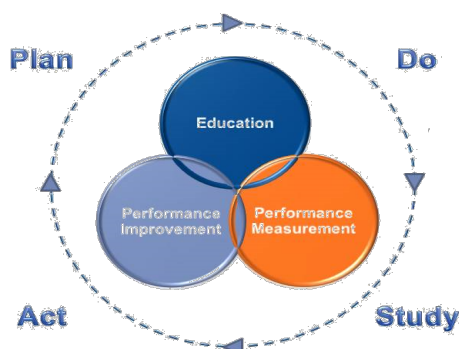 Plan
Do
Education
Performance
Improvement
Performance
Measurement
Act
Study